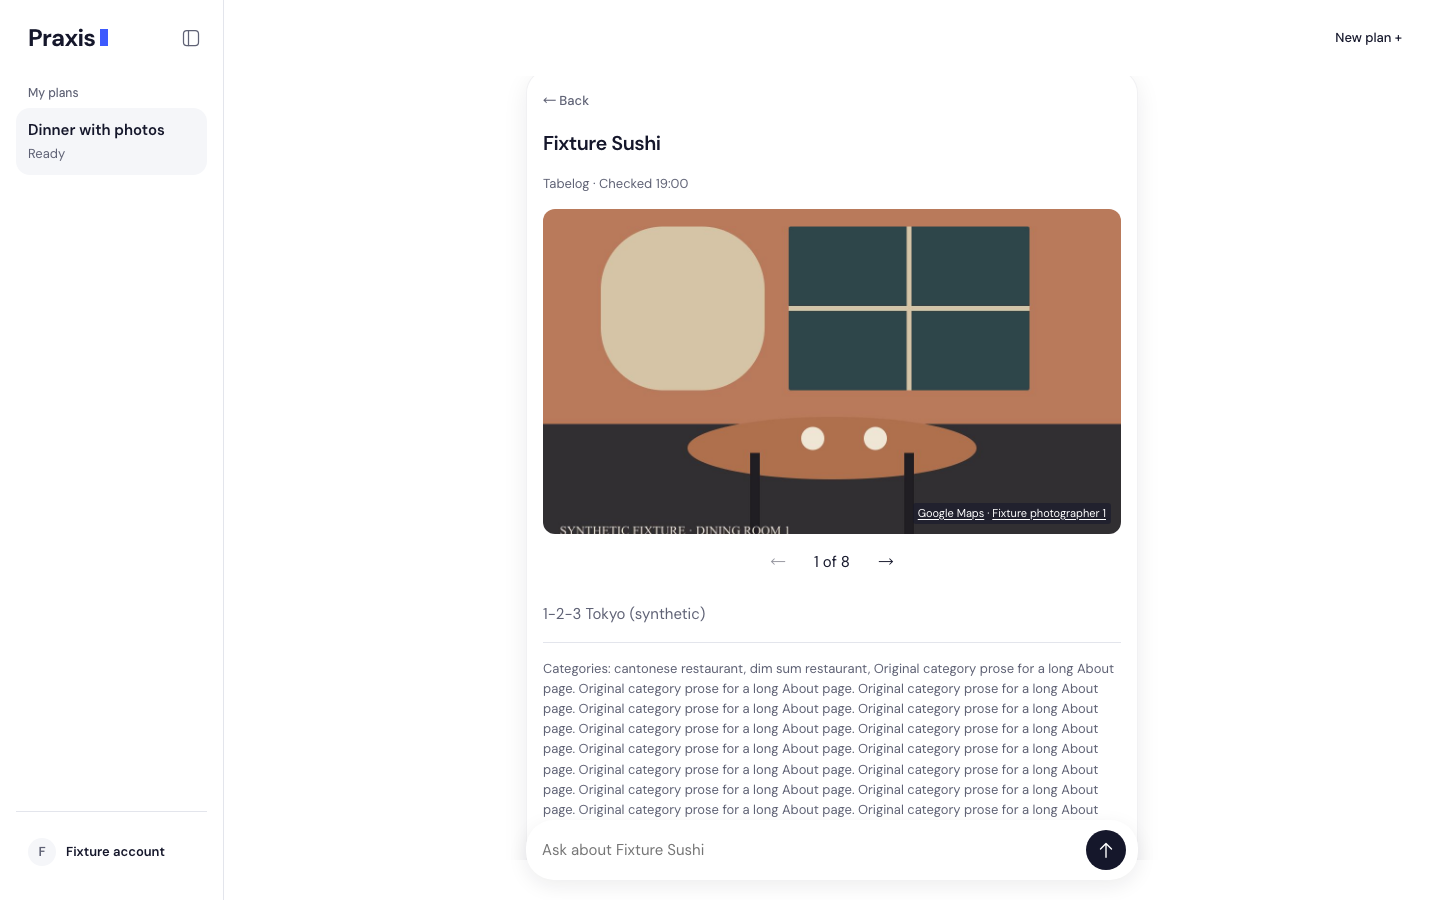 Praxis
New plan +
My plans
Dinner with photos
Ready
← Back
Fixture Sushi
Tabelog · Checked 19:00
SYNTHETIC FIXTURE · DINING ROOM 1
Google Maps · Fixture photographer 1
← 1 of 8 →
1-2-3 Tokyo (synthetic)
Categories: cantonese restaurant, dim sum restaurant, Original category prose for a long About
page. Original category prose for a long About page. Original category prose for a long About
page. Original category prose for a long About page. Original category prose for a long About
page. Original category prose for a long About page. Original category prose for a long About
page. Original category prose for a long About page. Original category prose for a long About
page. Original category prose for a long About page. Original category prose for a long About
page. Original category prose for a long About page. Original category prose for a long About
page. Original category prose for a long About page. Original category prose for a long About
Ask about Fixture Sushi
F Fixture account